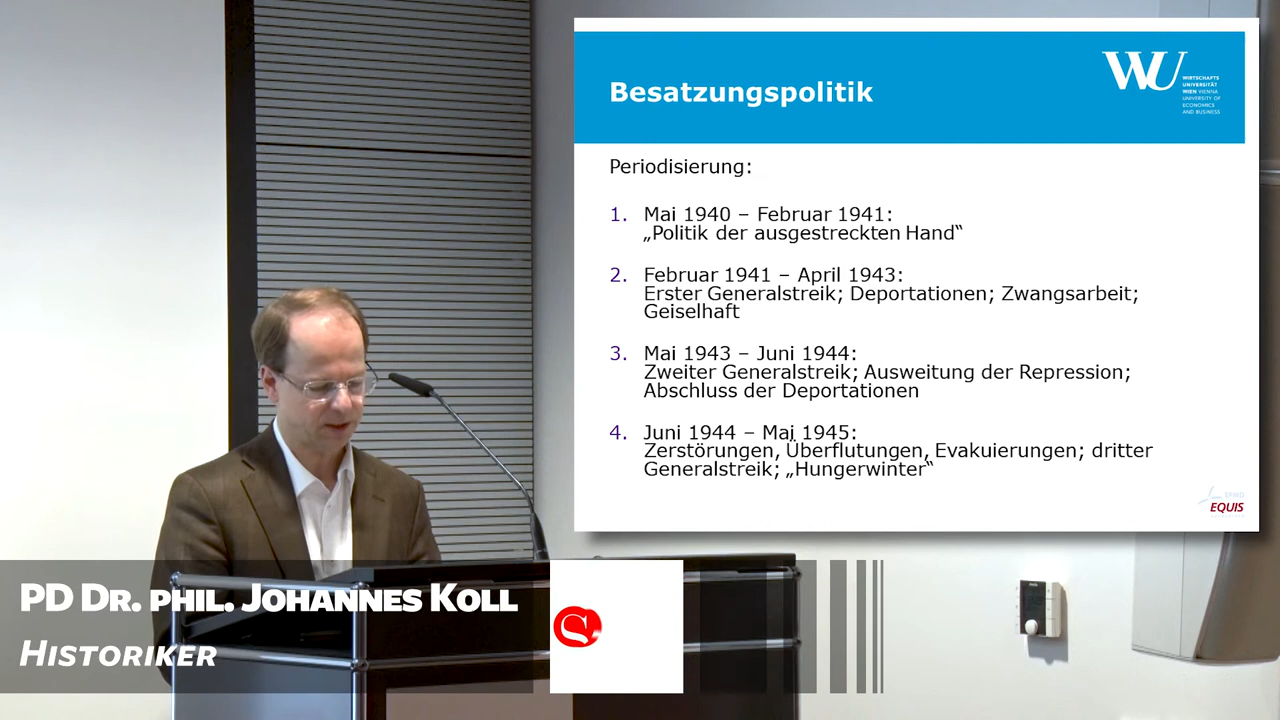 Besatzungspolitik
WU
WIRTSCHAFTS
UNIVERSITÄT
WIEN VIENNA
UNIVERSITY OF
ECONOMICS
AND BUSINESS
Periodisierung:
1. Mai 1940 – Februar 1941:
„Politik der ausgestreckten Hand“
2. Februar 1941 – April 1943:
Erster Generalstreik; Deportationen; Zwangsarbeit;
Geiselhaft
3. Mai 1943 – Juni 1944:
Zweiter Generalstreik; Ausweitung der Repression;
Abschluss der Deportationen
4. Juni 1944 – Mai 1945:
Zerstörungen, Überflutungen, Evakuierungen; dritter
Generalstreik; „Hungerwinter“
EFMD
EQUIS
PD Dr. phil. Johannes Koll
Historiker
S